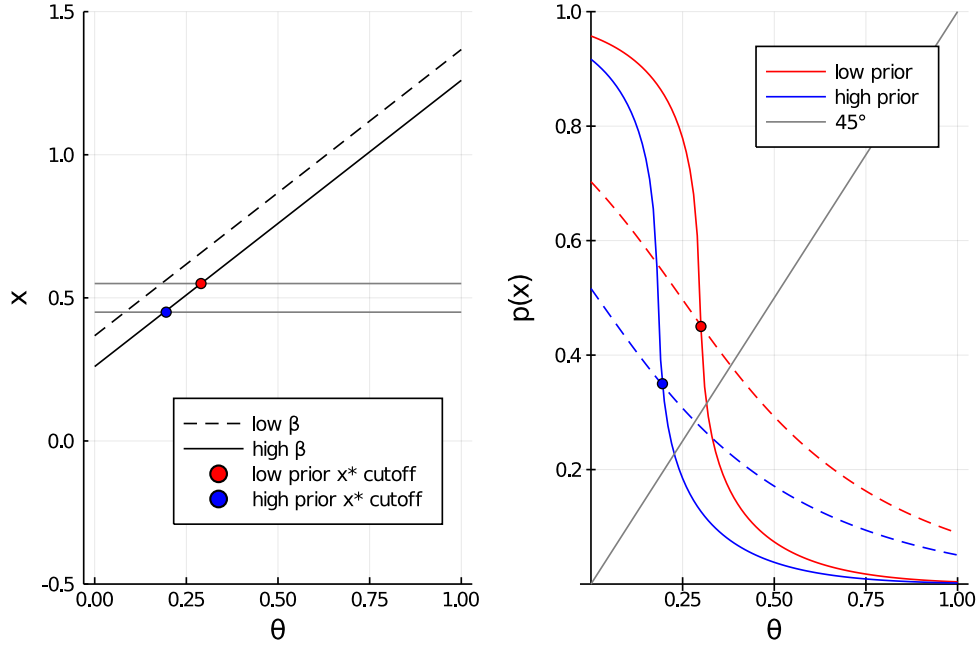 1.5
1.0
0.5
0.0
-0.5
x
0.00
0.25
0.50
0.75
1.00
θ
low β
high β
low prior x* cutoff
high prior x* cutoff
1.0
0.8
0.6
0.4
0.2
p(x)
0.25
0.50
0.75
1.00
θ
low prior
high prior
45°